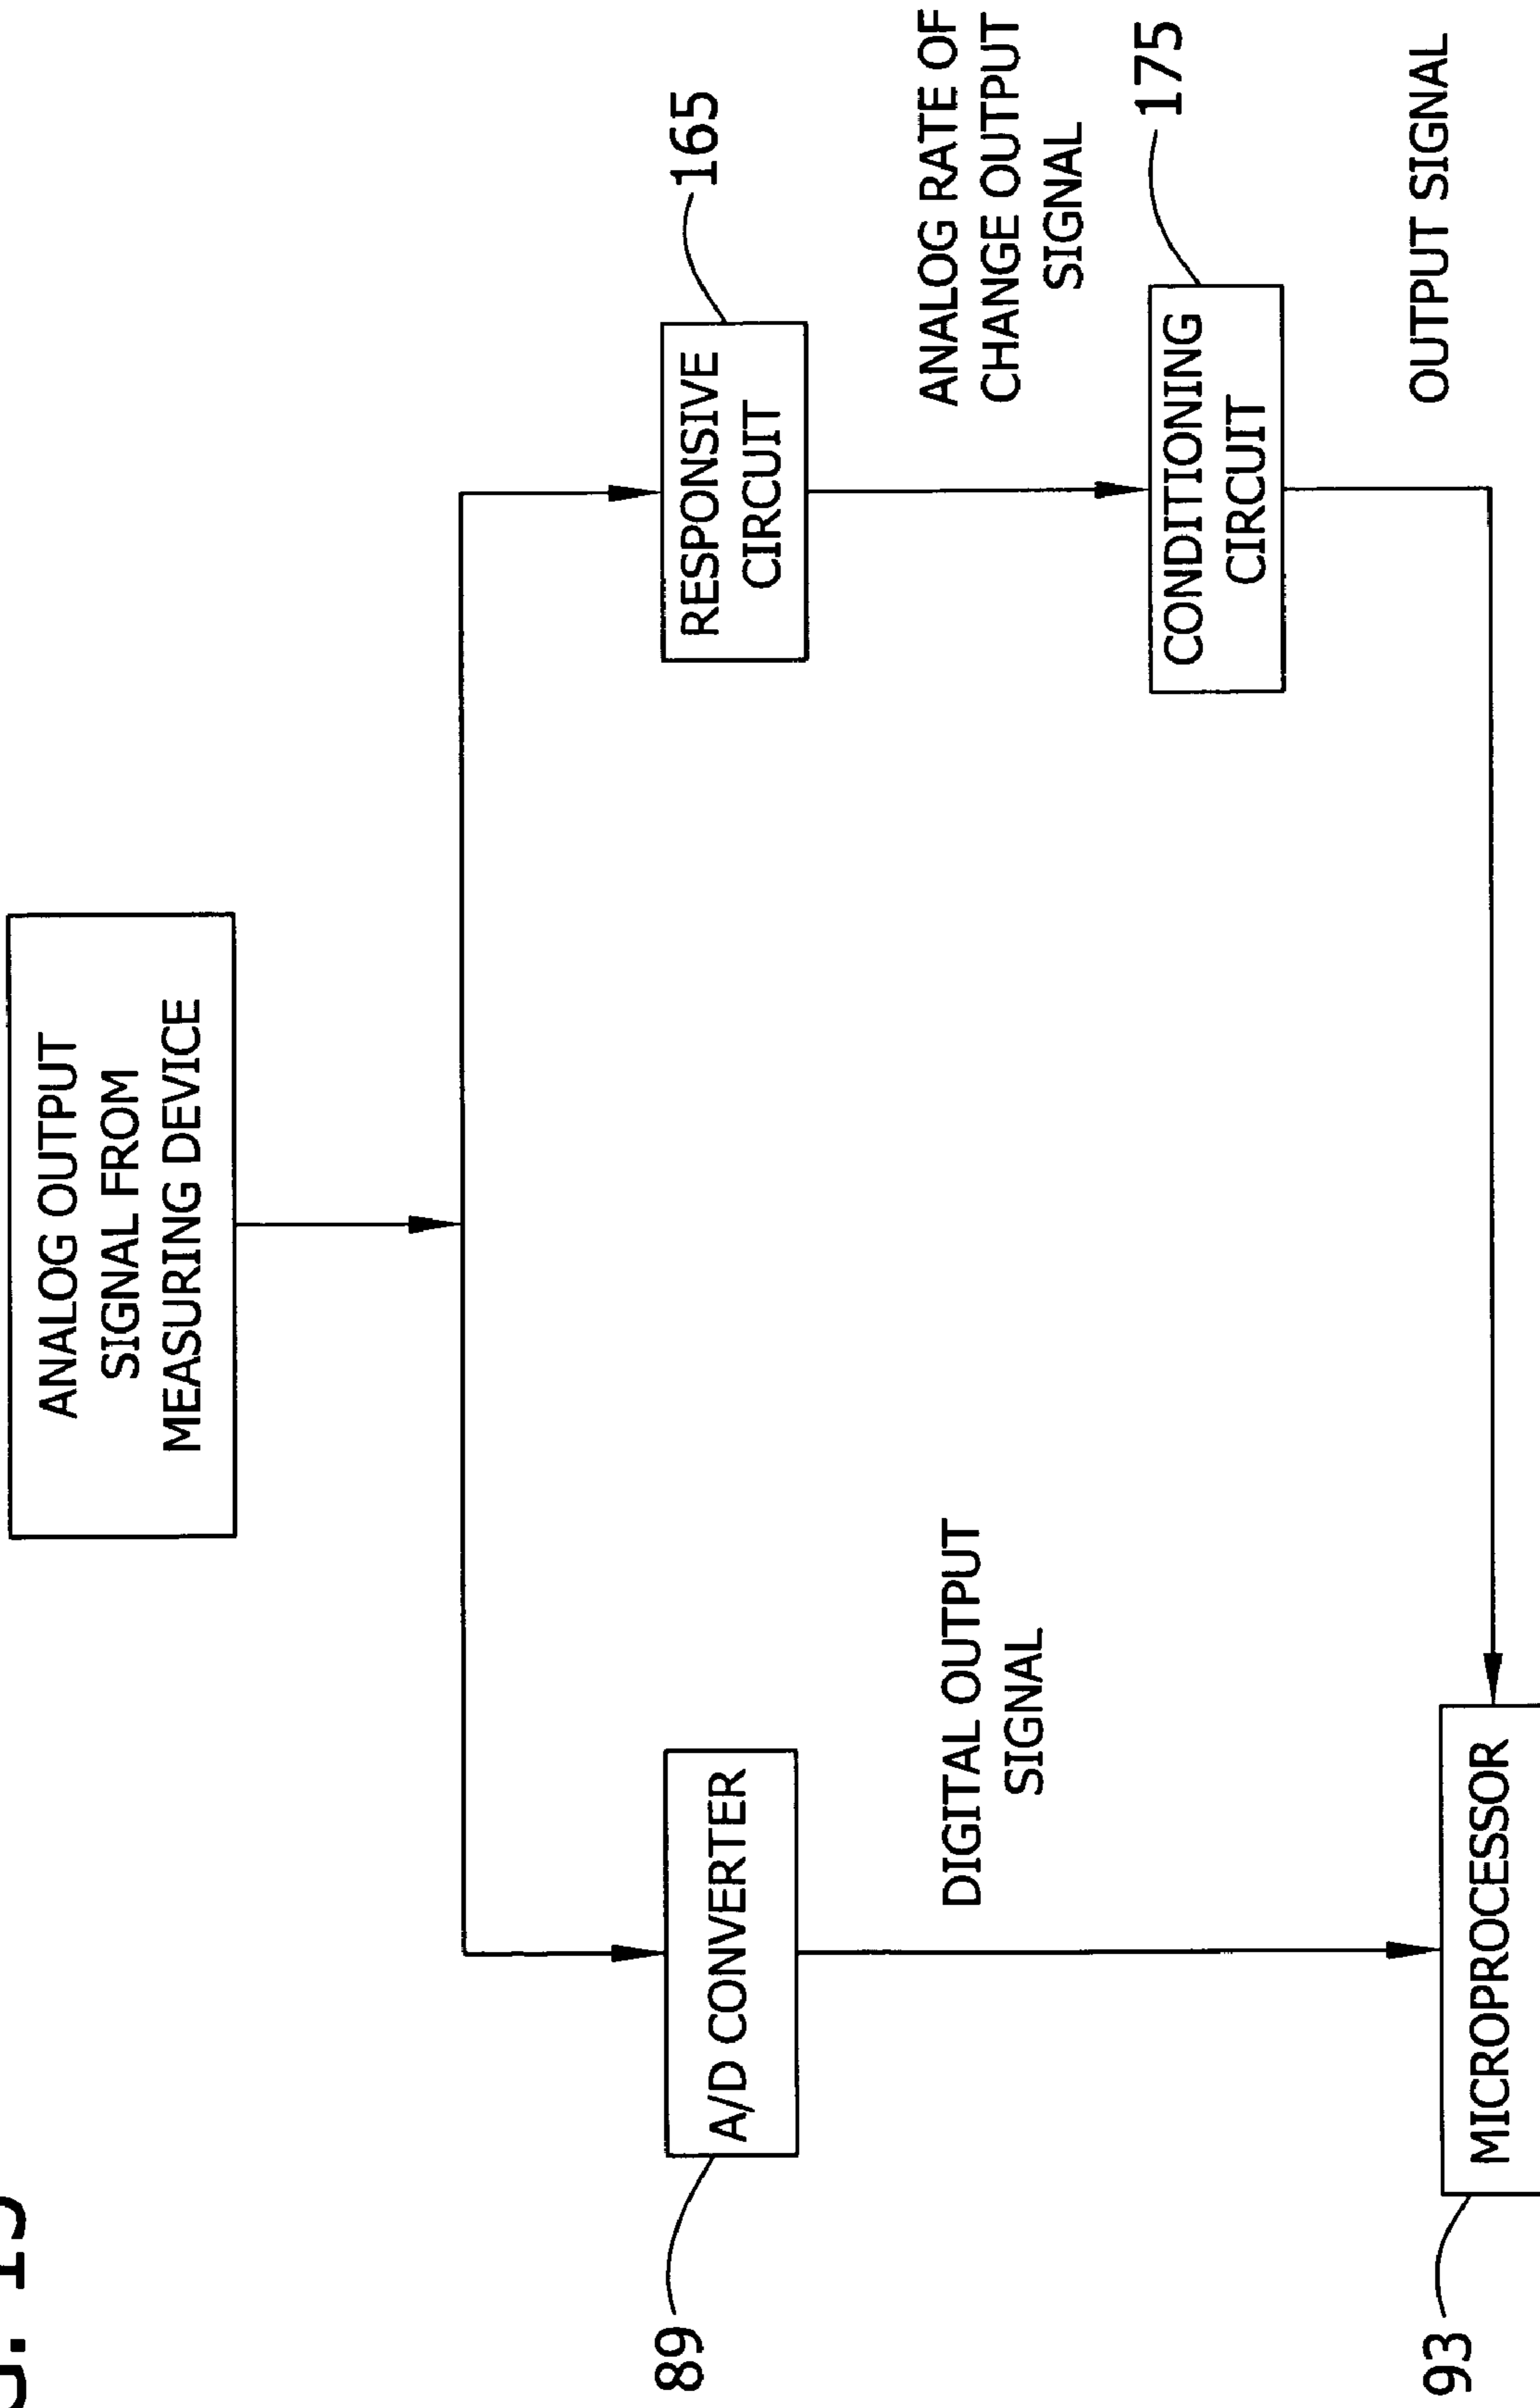 ANALOG OUTPUT
SIGNAL FROM
MEASURING DEVICE
A/D CONVERTER
89
RESPONSIVE
CIRCUIT
165
DIGITAL OUTPUT
SIGNAL
ANALOG RATE OF
CHANGE OUTPUT
SIGNAL
CONDITIONING
CIRCUIT
175
OUTPUT SIGNAL
MICROPROCESSOR
93